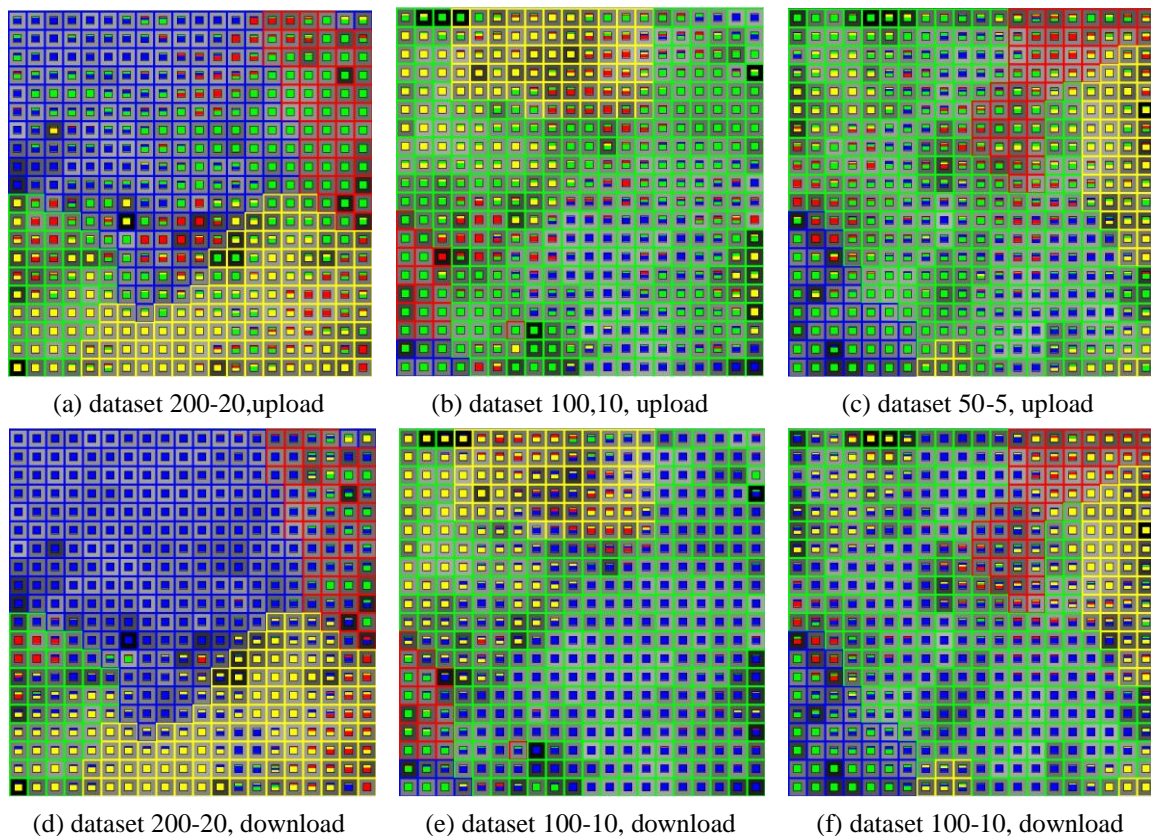 (a) dataset 200-20,upload
(b) dataset 100,10, upload
(c) dataset 50-5, upload
(d) dataset 200-20, download
(e) dataset 100-10, download
(f) dataset 100-10, download